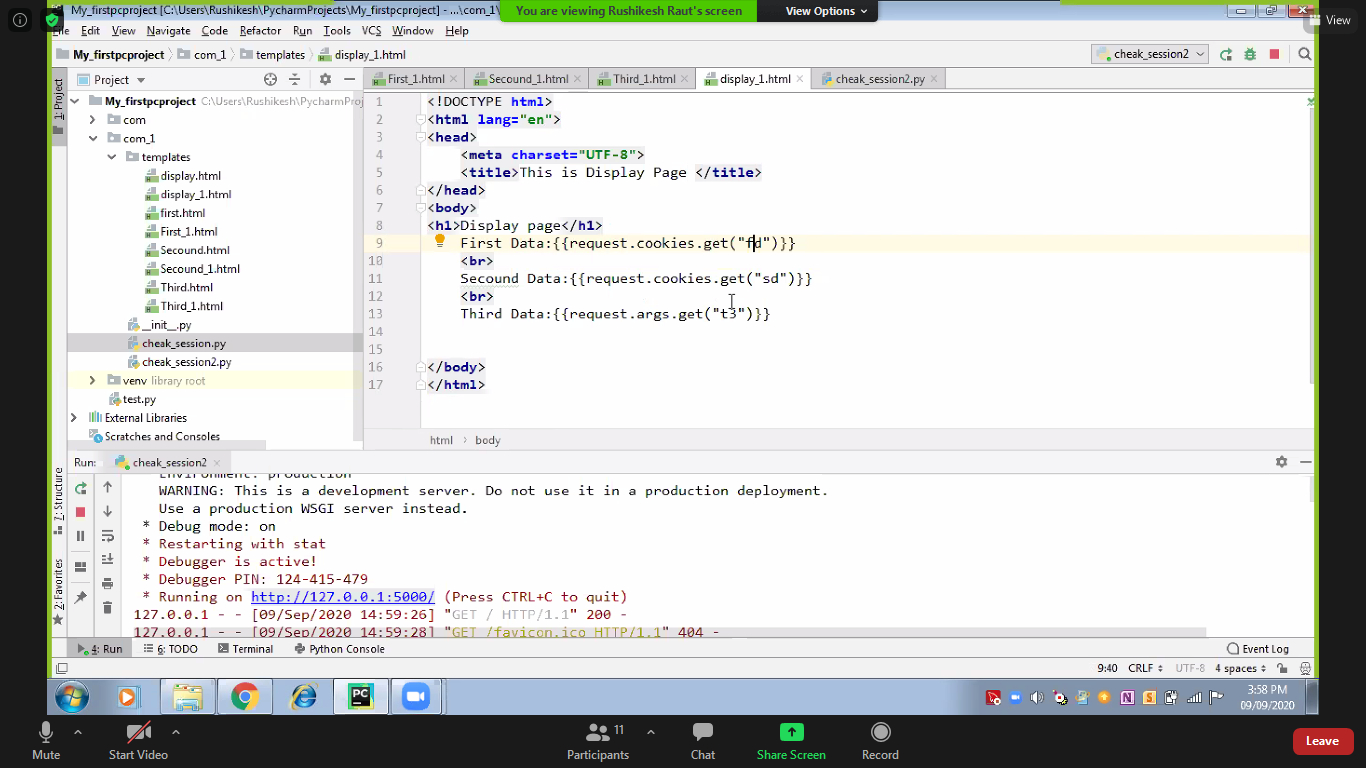 My_firstpcproject [C:\Users\Rushikesh\PycharmProjects\My_firstpcproject] - ...\com_1\
You are viewing Rushikesh Raut's screen
View Options
View
File Edit View Navigate Code Refactor Run Tools VCS Window Help
My_firstpcproject com_1 templates display_1.html
cheak_session2
Project
First_1.html Secound_1.html Third_1.html display_1.html cheak_session2.py
1: Project
My_firstpcproject C:\Users\Rushikesh\PycharmProj
com
com_1
templates
display.html
display_1.html
first.html
First_1.html
Secound.html
Secound_1.html
Third.html
Third_1.html
__init__.py
cheak_session.py
cheak_session2.py
venv library root
test.py
External Libraries
Scratches and Consoles
1 <!DOCTYPE html>
2 <html lang="en">
3 <head>
4 <meta charset="UTF-8">
5 <title>This is Display Page </title>
6 </head>
7 <body>
8 <h1>Display page</h1>
9 First Data:{{request.cookies.get("fd")}}
10 <br>
11 Secound Data:{{request.cookies.get("sd")}}
12 <br>
13 Third Data:{{request.args.get("t3")}}
14
15
16 </body>
17 </html>
html body
Run: cheak_session2
7: Structure
2: Favorites
Environment: production
WARNING: This is a development server. Do not use it in a production deployment.
Use a production WSGI server instead.
* Debug mode: on
* Restarting with stat
* Debugger is active!
* Debugger PIN: 124-415-479
* Running on http://127.0.0.1:5000/ (Press CTRL+C to quit)
127.0.0.1 - - [09/Sep/2020 14:59:26] "GET / HTTP/1.1" 200 -
127.0.0.1 - - [09/Sep/2020 14:59:28] "GET /favicon.ico HTTP/1.1" 404 -
4: Run 6: TODO Terminal Python Console Event Log
9:40 CRLF UTF-8 4 spaces
PC
3:58 PM
09/09/2020
Mute
Start Video
Participants 11
Chat
Share Screen
Record
Leave